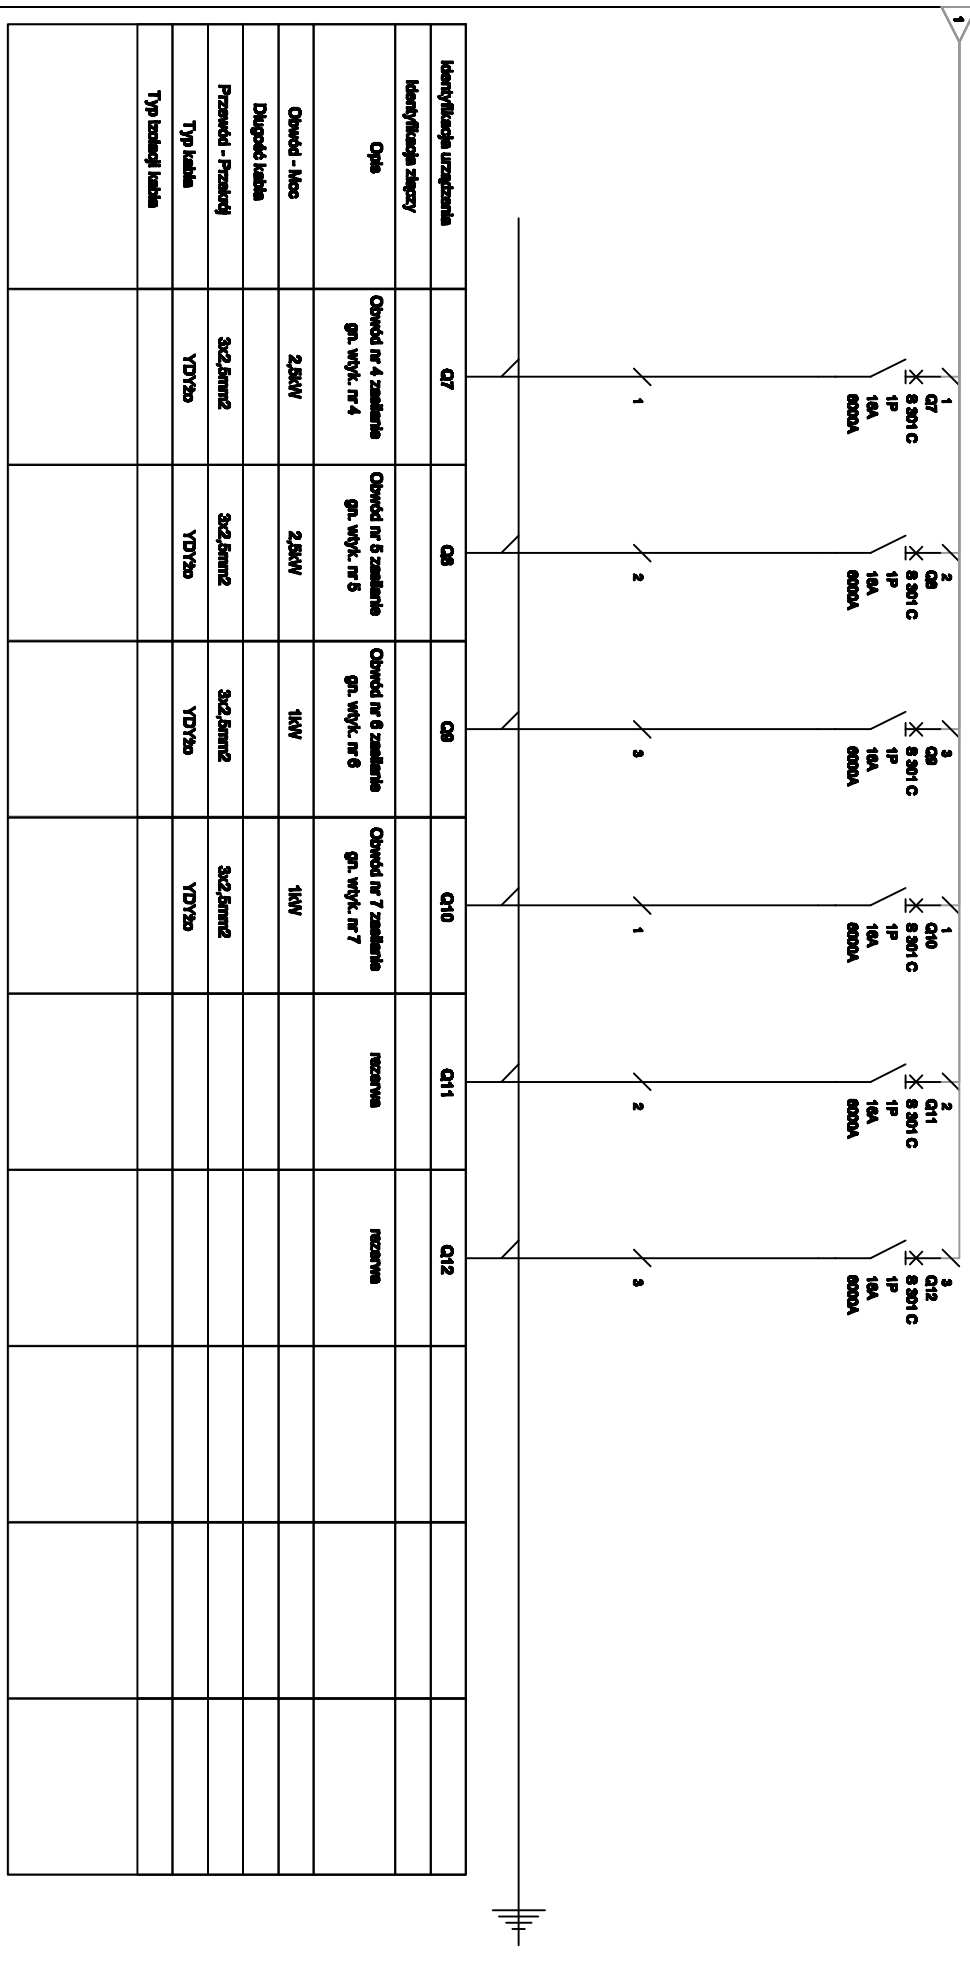 1
1
Q7
S 301 C
1P
16A
6000A
2
Q8
S 301 C
1P
16A
6000A
3
Q9
S 301 C
1P
16A
6000A
1
Q10
S 301 C
1P
16A
6000A
2
Q11
S 301 C
1P
16A
6000A
3
Q12
S 301 C
1P
16A
6000A
1
2
3
1
2
3
Identyfikacja urządzenia
Q7
Q8
Q9
Q10
Q11
Q12
Identyfikacja złączy
Opis
Obwód nr 4 zasilanie
gn. wtyk. nr 4
Obwód nr 5 zasilanie
gn. wtyk. nr 5
Obwód nr 6 zasilanie
gn. wtyk. nr 6
Obwód nr 7 zasilanie
gn. wtyk. nr 7
rezerwa
rezerwa
Obwód - Moc
2,5kW
2,5kW
1kW
1kW
Długość kabla
Przewód - Przekrój
3x2,5mm2
3x2,5mm2
3x2,5mm2
3x2,5mm2
Typ kabla
YDYżo
YDYżo
YDYżo
YDYżo
Typ izolacji kabla